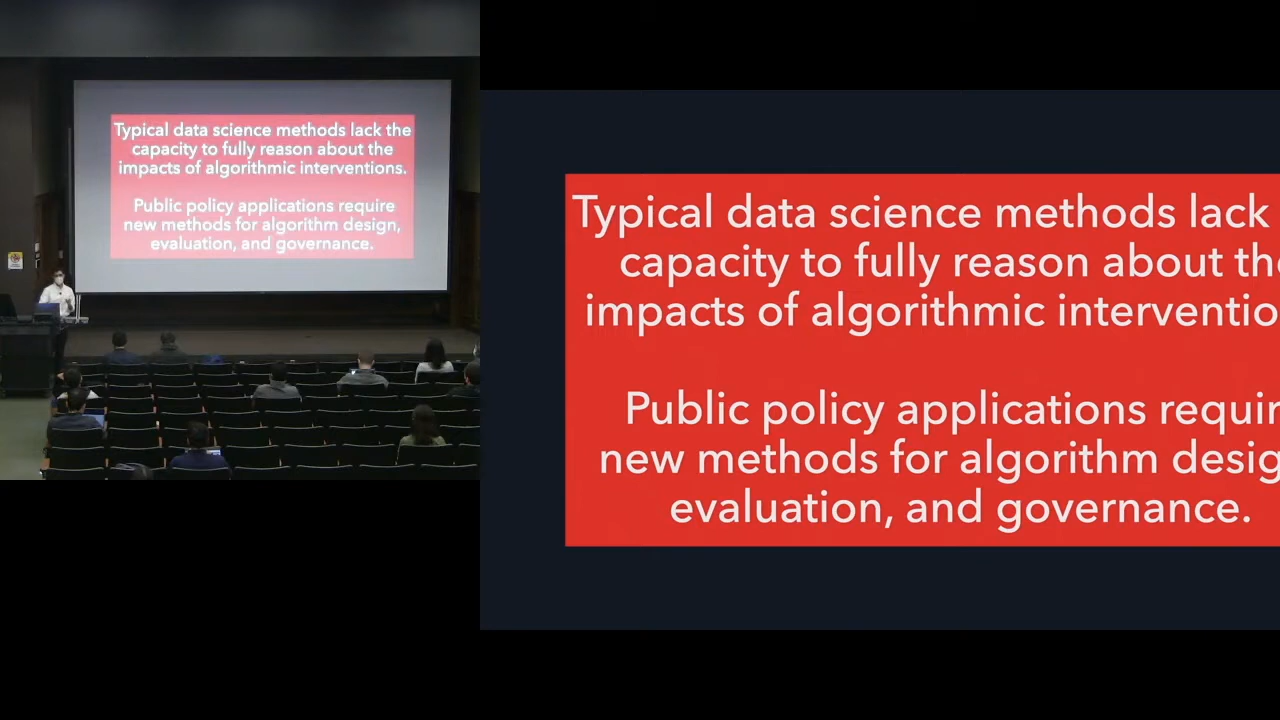 Typical data science methods lack the
capacity to fully reason about the
impacts of algorithmic interventions.
Public policy applications require
new methods for algorithm design,
evaluation, and governance.
Typical data science methods lack
capacity to fully reason about the
impacts of algorithmic interventio
Public policy applications requir
new methods for algorithm desig
evaluation, and governance.